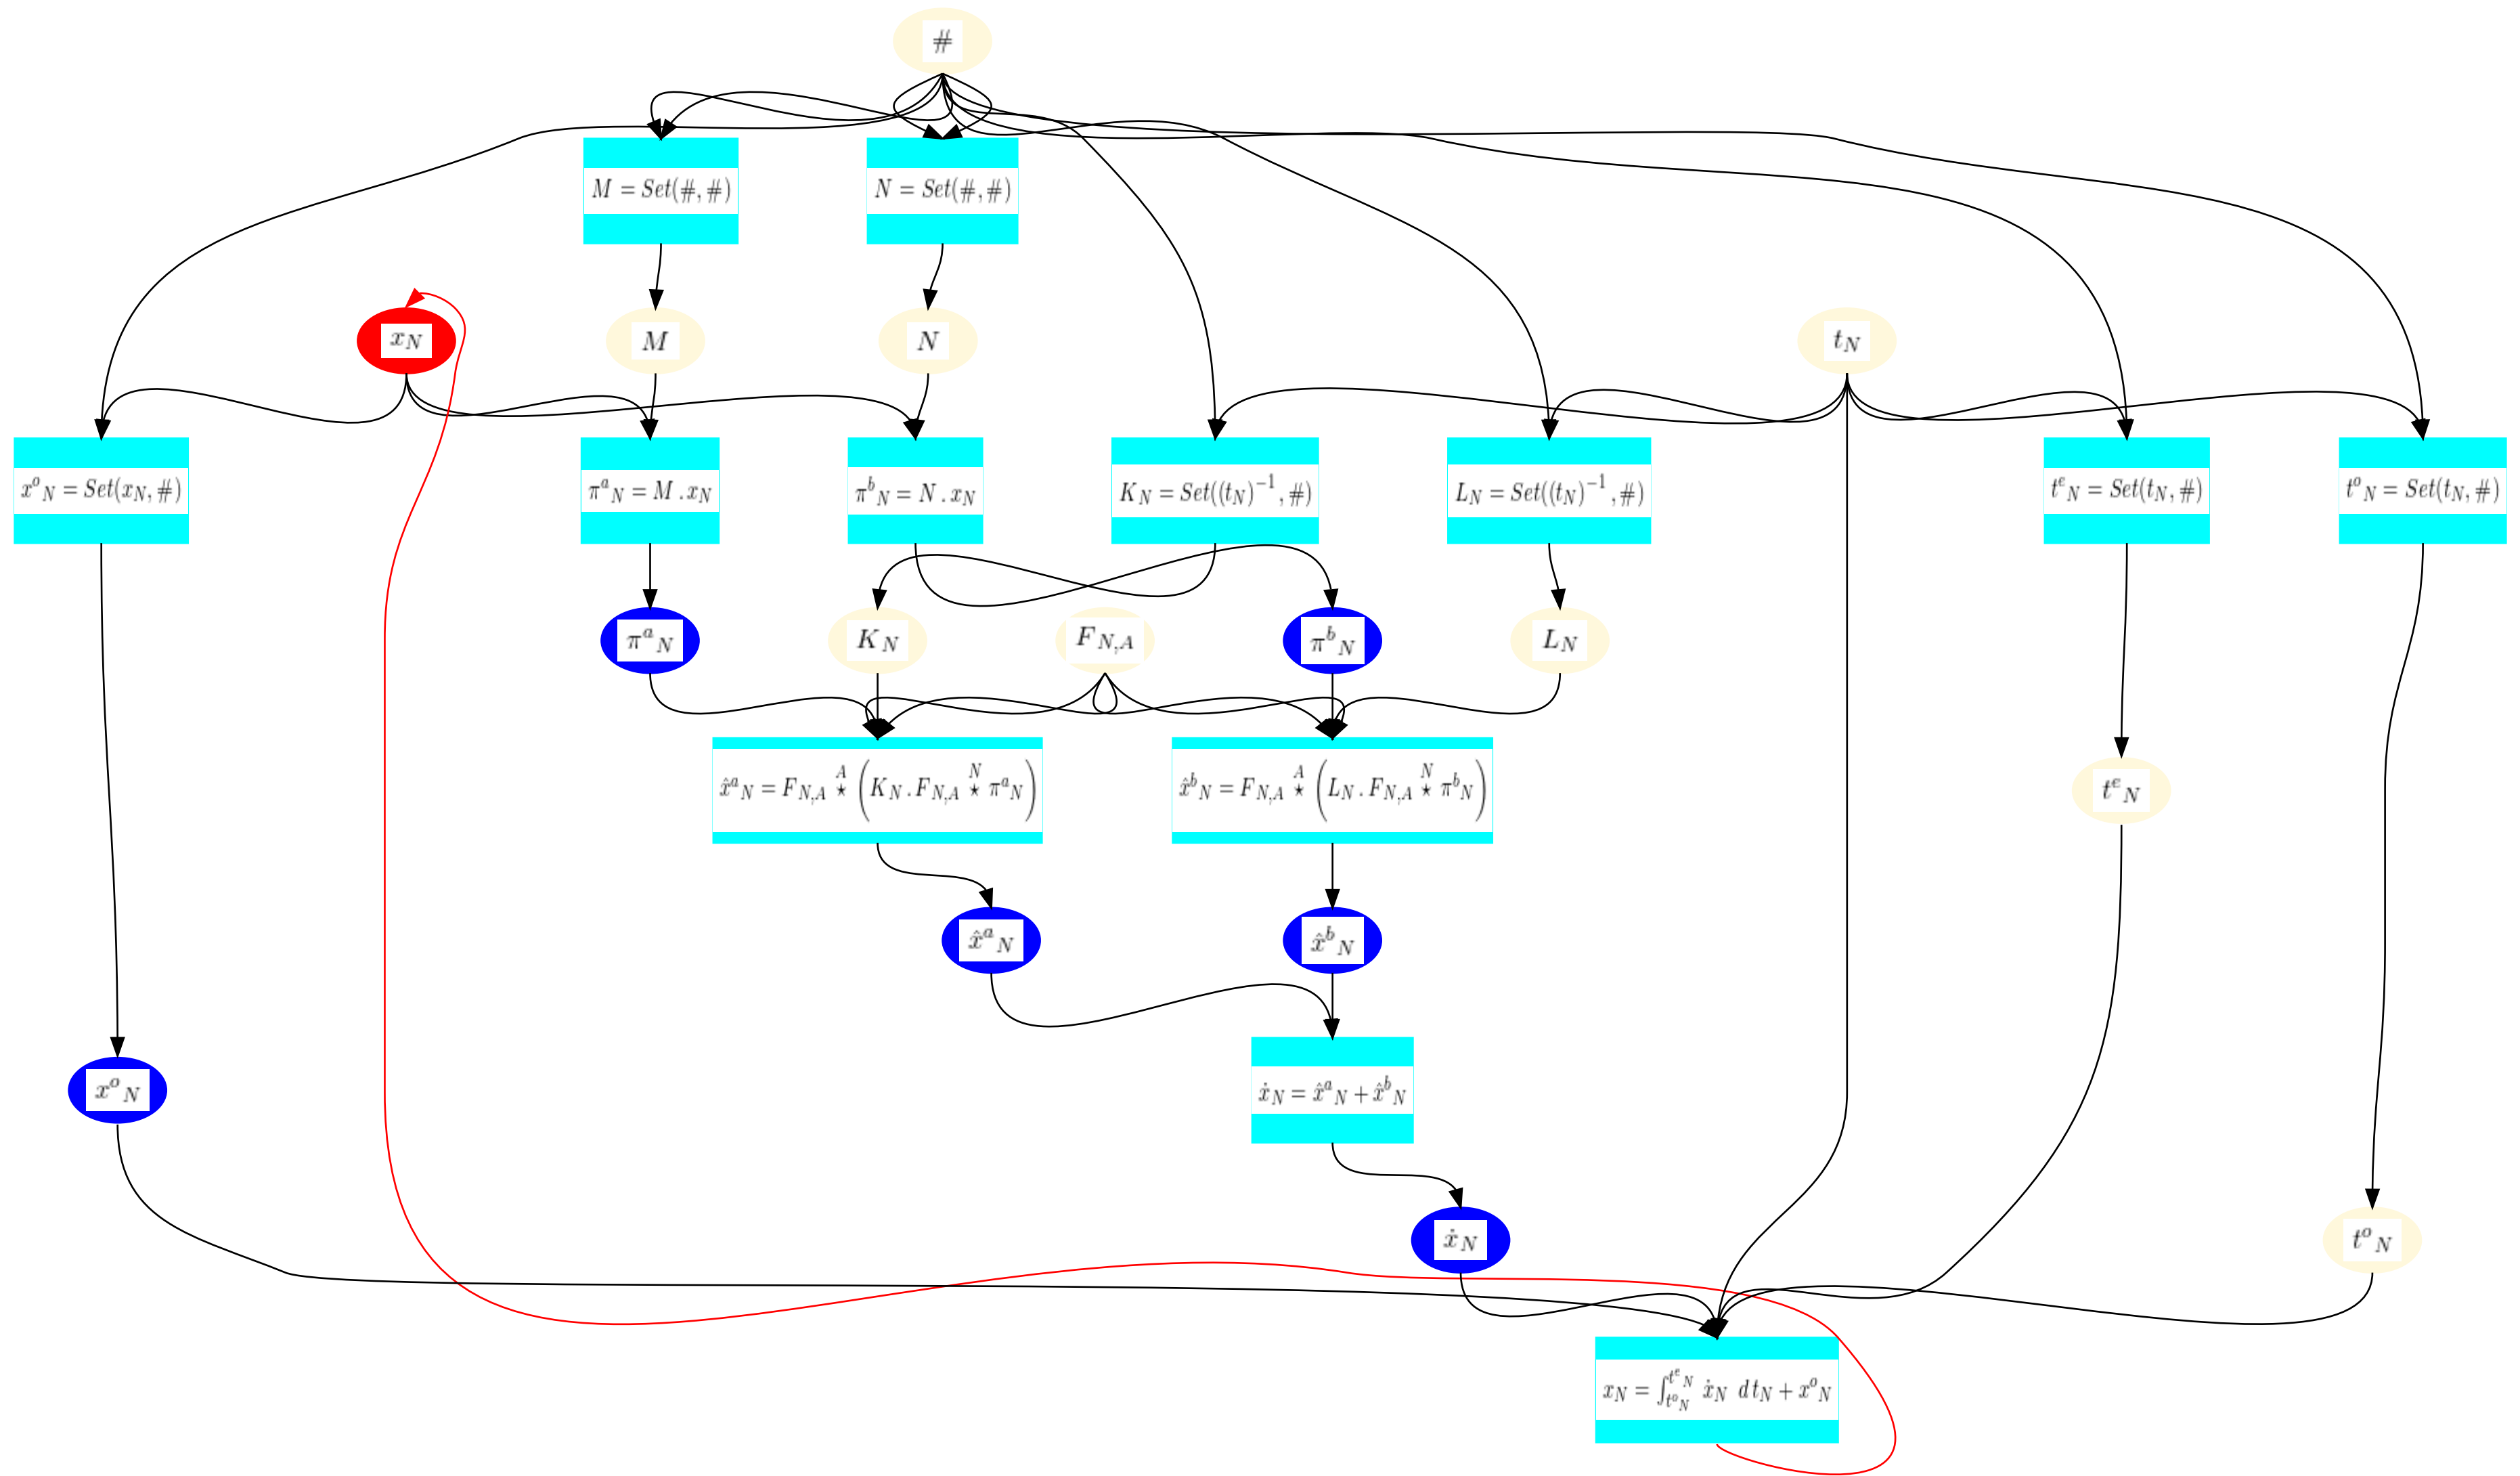 #
M = Set(#, #)
N = Set(#, #)
x_N
M
N
t_N
x^o_N = Set(x_N, #)
π^a_N = M . x_N
π^b_N = N . x_N
K_N = Set((t_N)^{-1}, #)
L_N = Set((t_N)^{-1}, #)
t^e_N = Set(t_N, #)
t^o_N = Set(t_N, #)
π^a_N
K_N
F_{N,A}
π^b_N
L_N
x̂^a_N = F_{N,A} ⋆^A (K_N . F_{N,A} ⋆^N π^a_N)
x̂^b_N = F_{N,A} ⋆^A (L_N . F_{N,A} ⋆^N π^b_N)
t^e_N
x̂^a_N
x̂^b_N
x^o_N
ẋ_N = x̂^a_N + x̂^b_N
ẋ_N
t^o_N
x_N = ∫_{t^o_N}^{t^e_N} ẋ_N d t_N + x^o_N